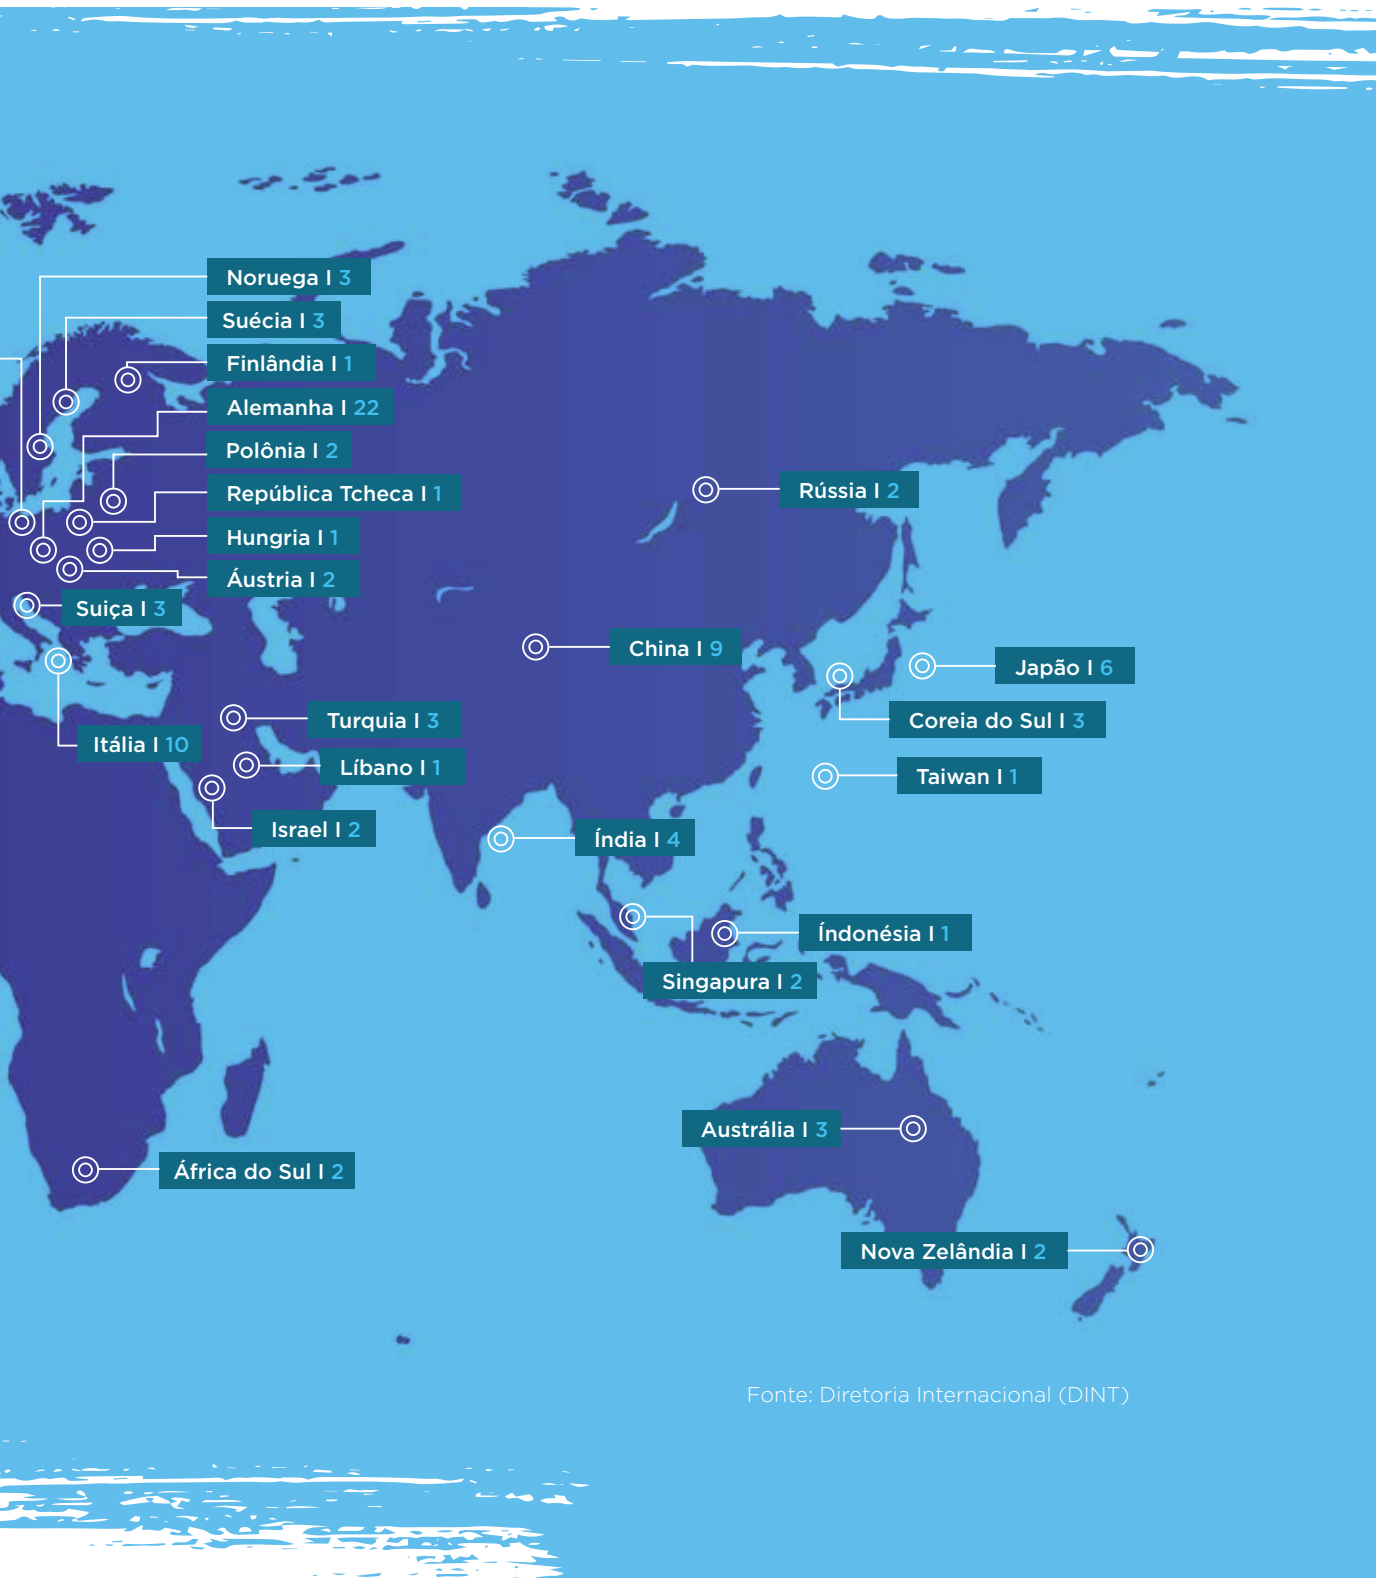 Noruega | 3
Suécia | 3
Finlândia | 1
Alemanha | 22
Polônia | 2
República Tcheca | 1
Hungria | 1
Áustria | 2
Suiça | 3
Itália | 10
Turquia | 3
Líbano | 1
Israel | 2
Rússia | 2
China | 9
Japão | 6
Coreia do Sul | 3
Taiwan | 1
Índia | 4
Índonésia | 1
Singapura | 2
Austrália | 3
África do Sul | 2
Nova Zelândia | 2
Fonte: Diretoria Internacional (DINT)